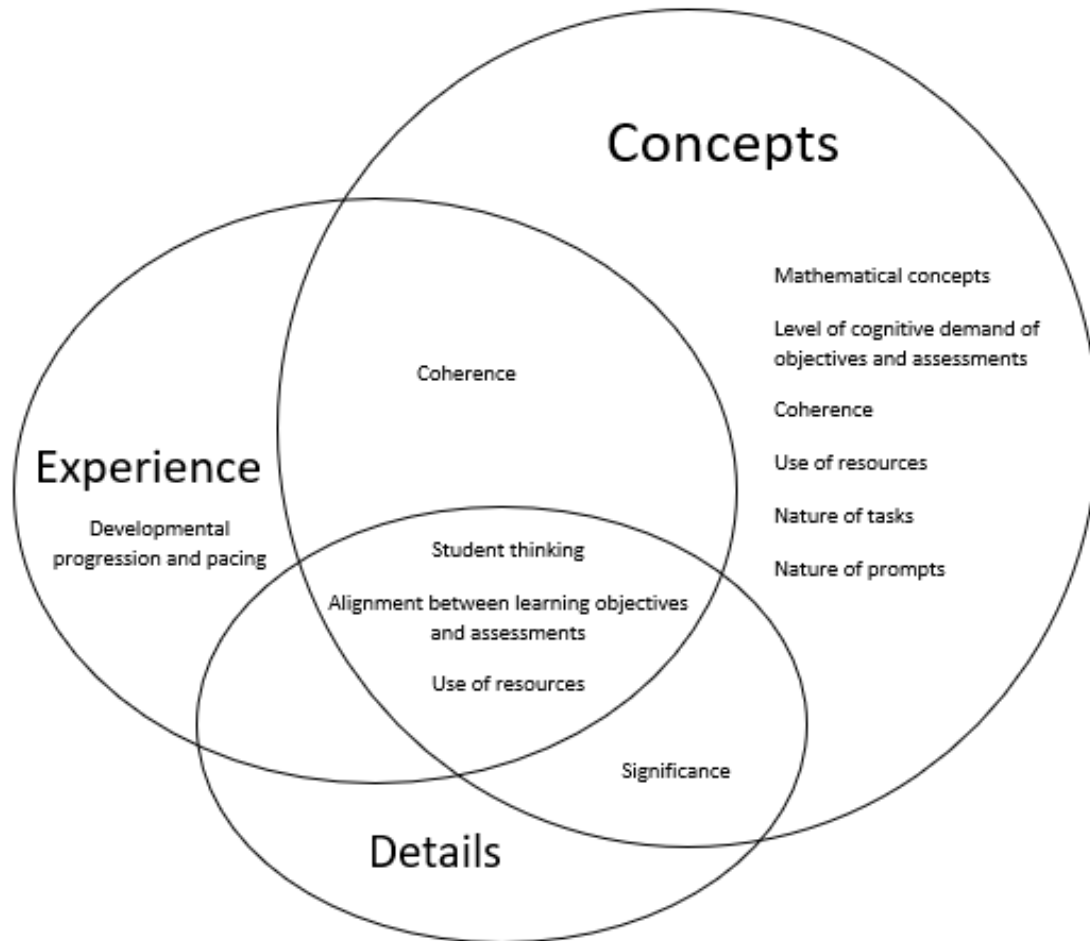 Concepts
Mathematical concepts
Level of cognitive demand of
objectives and assessments
Coherence
Use of resources
Nature of tasks
Nature of prompts
Coherence
Experience
Developmental
progression and pacing
Student thinking
Alignment between learning objectives
and assessments
Use of resources
Significance
Details